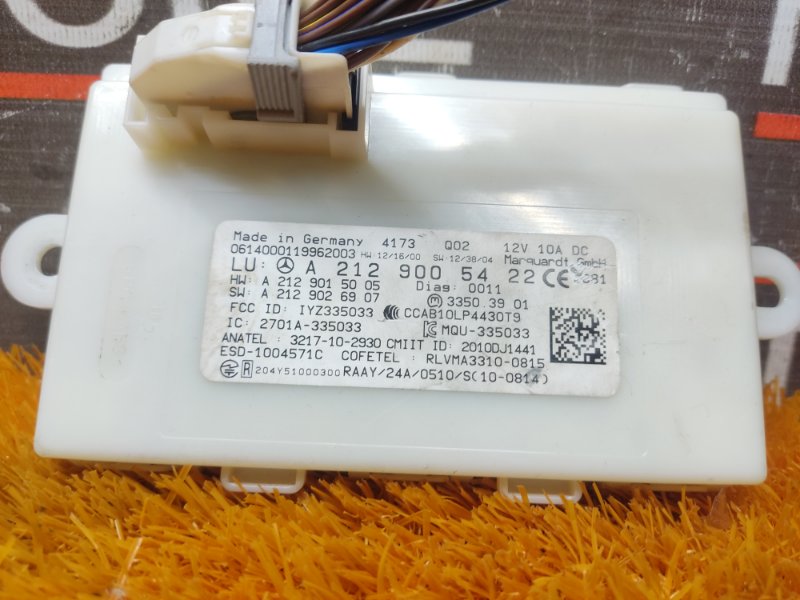 Made in Germany 4173 Q02 12V 10A DC
0614000119962003 HW:12/16/00 SW:12/38/04 Marquardt GmbH
LU: A 212 900 54 22 CE
HW: A 212 901 50 05 Diag: 0011
SW: A 212 902 69 07 3350.3901
FCC ID: IYZ335033 CCAB10LP4430T9
IC: 2701A-335033 MQU-335033
ANATEL: 3217-10-2930 CMIIT ID: 2010DJ1441
ESD-1004571C COFETEL: RLVMA3310-0815
R 204Y51000300 RAAY/24A/0510/S(10-0814)